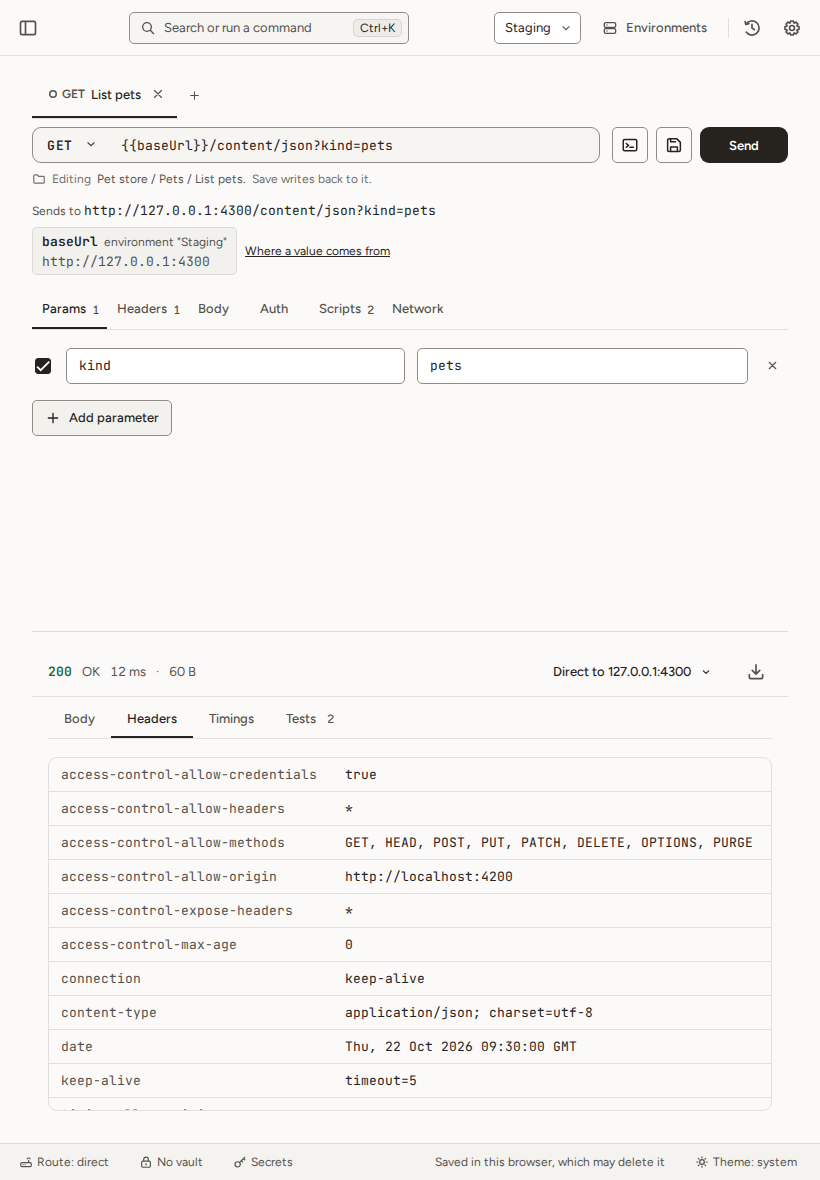 Search or run a command Ctrl+K Staging Environments
GET List pets
GET {{baseUrl}}/content/json?kind=pets Send
Editing Pet store / Pets / List pets. Save writes back to it.
Sends to http://127.0.0.1:4300/content/json?kind=pets
baseUrl environment "Staging"
http://127.0.0.1:4300
Where a value comes from
Params 1 Headers 1 Body Auth Scripts 2 Network
kind pets
Add parameter
200 OK 12 ms · 60 B Direct to 127.0.0.1:4300
Body Headers Timings Tests 2
access-control-allow-credentials true
access-control-allow-headers *
access-control-allow-methods GET, HEAD, POST, PUT, PATCH, DELETE, OPTIONS, PURGE
access-control-allow-origin http://localhost:4200
access-control-expose-headers *
access-control-max-age 0
connection keep-alive
content-type application/json; charset=utf-8
date Thu, 22 Oct 2026 09:30:00 GMT
keep-alive timeout=5
Route: direct No vault Secrets Saved in this browser, which may delete it Theme: system